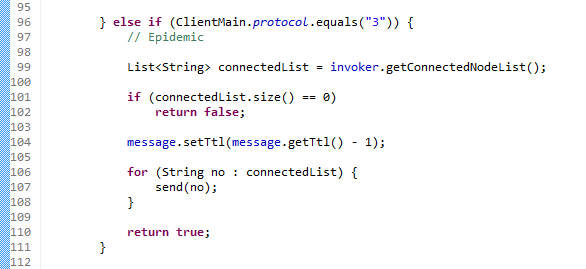 95
96 } else if (ClientMain.protocol.equals("3")) {
97 // Epidemic
98
99 List<String> connectedList = invoker.getConnectedNodeList();
100
101 if (connectedList.size() == 0)
102 return false;
103
104 message.setTtl(message.getTtl() - 1);
105
106 for (String no : connectedList) {
107 send(no);
108 }
109
110 return true;
111 }
112